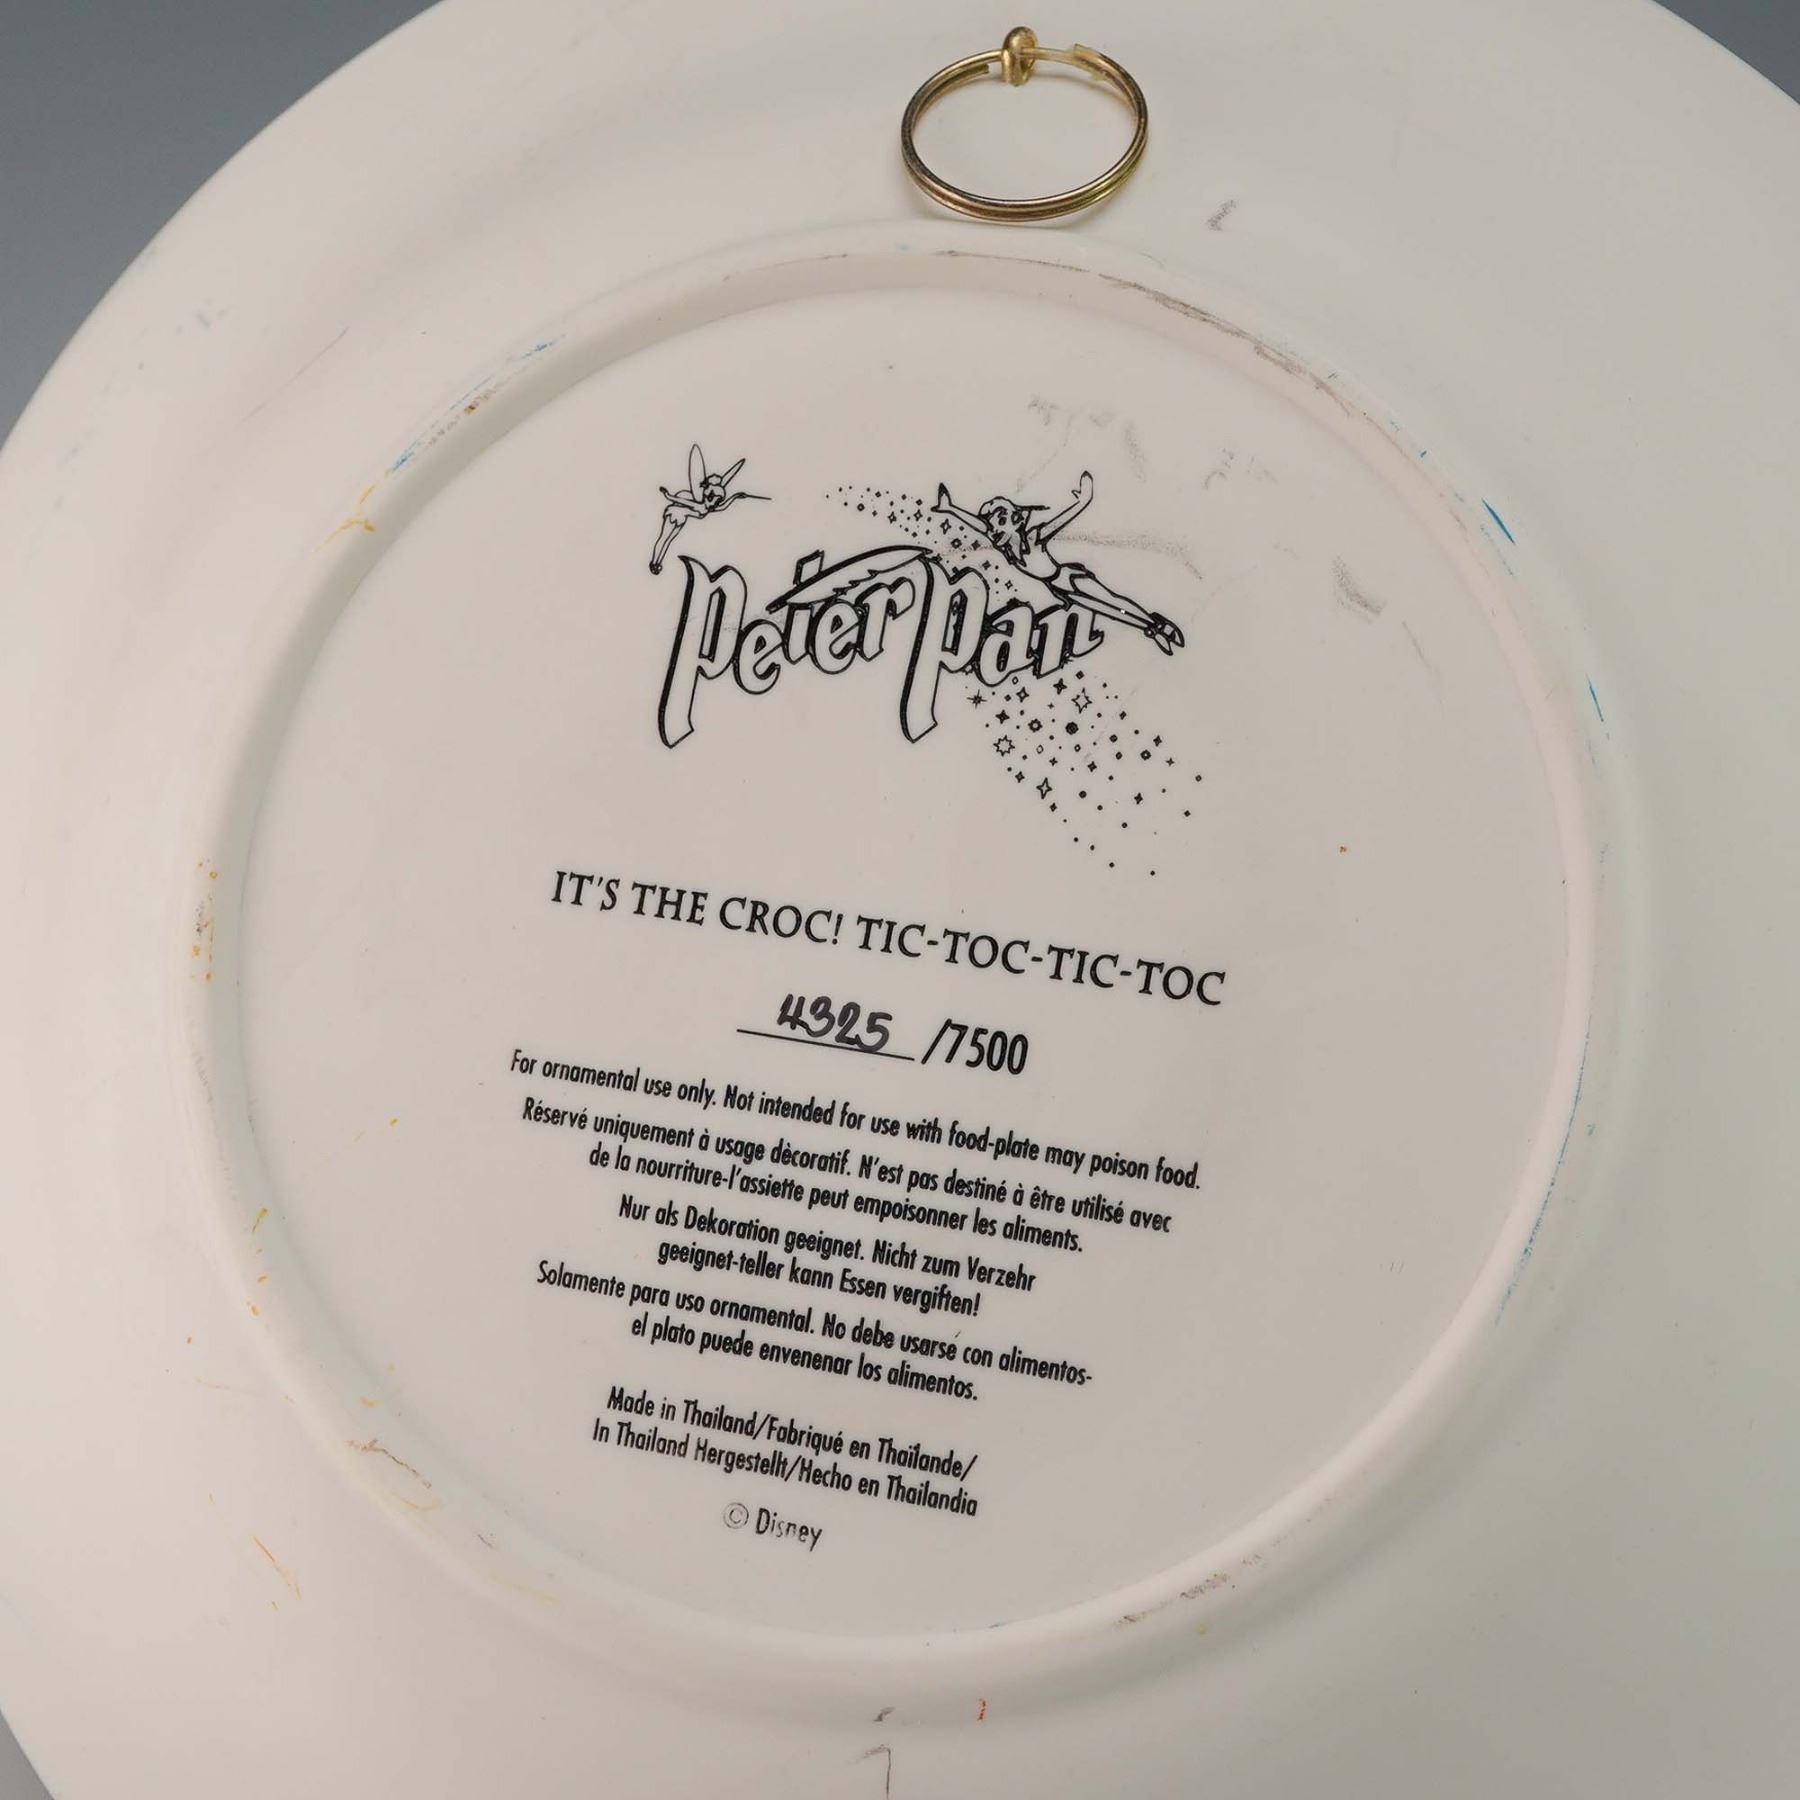 Peter Pan
IT'S THE CROC! TIC-TOC-TIC-TOC
4325 /7500
For ornamental use only. Not intended for use with food-plate may poison food.
Réservé uniquement à usage dècoratif. N'est pas destiné à être utilisé avec
de la nourriture-l'assiette peut empoisonner les aliments.
Nur als Dekoration geeignet. Nicht zum Verzehr
geeignet-teller kann Essen vergiften!
Solamente para uso ornamental. No debe usarse con alimentos-
el plato puede envenenar los alimentos.
Made in Thailand/Fabriqué en Thaïlande/
In Thailand Hergestellt/Hecho en Thailandia
© Disney